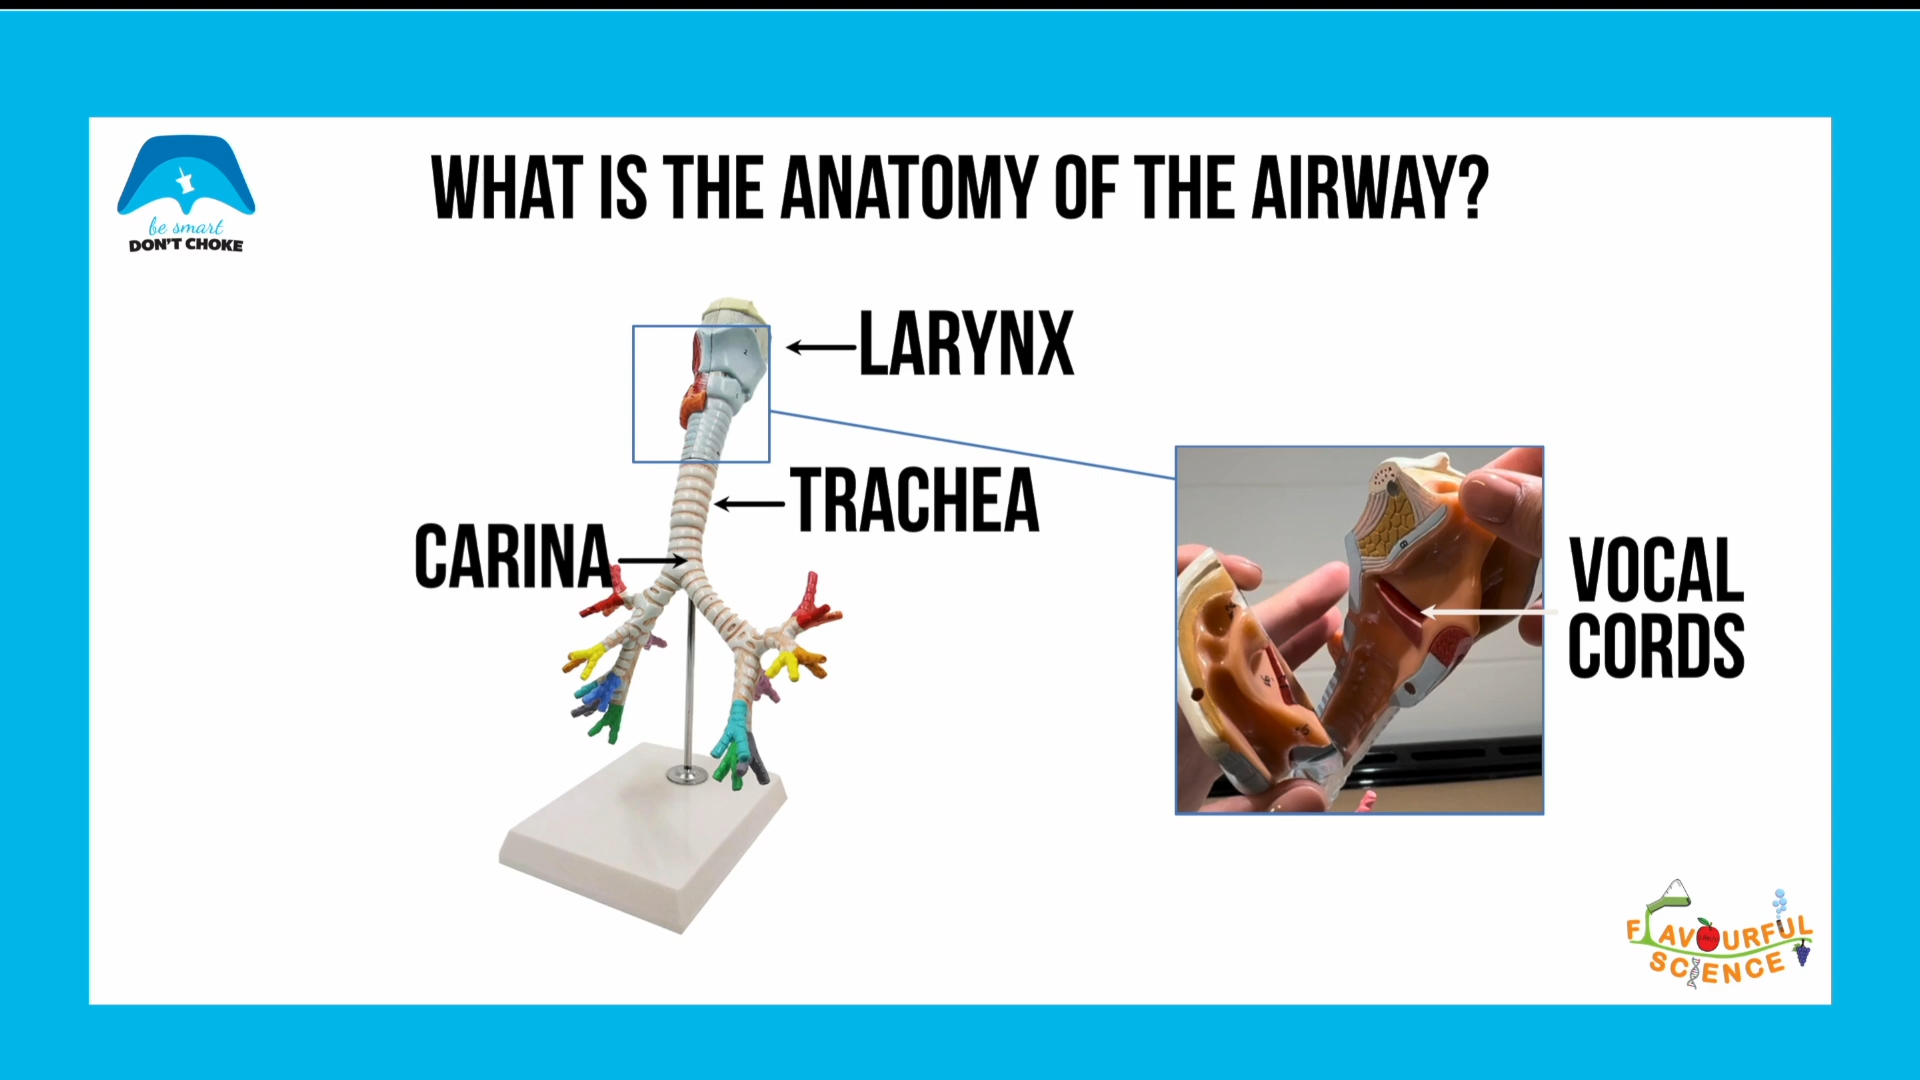 be smart
DON'T CHOKE
WHAT IS THE ANATOMY OF THE AIRWAY?
LARYNX
TRACHEA
CARINA
VOCAL
CORDS
FLAVOURFUL
SCIENCE